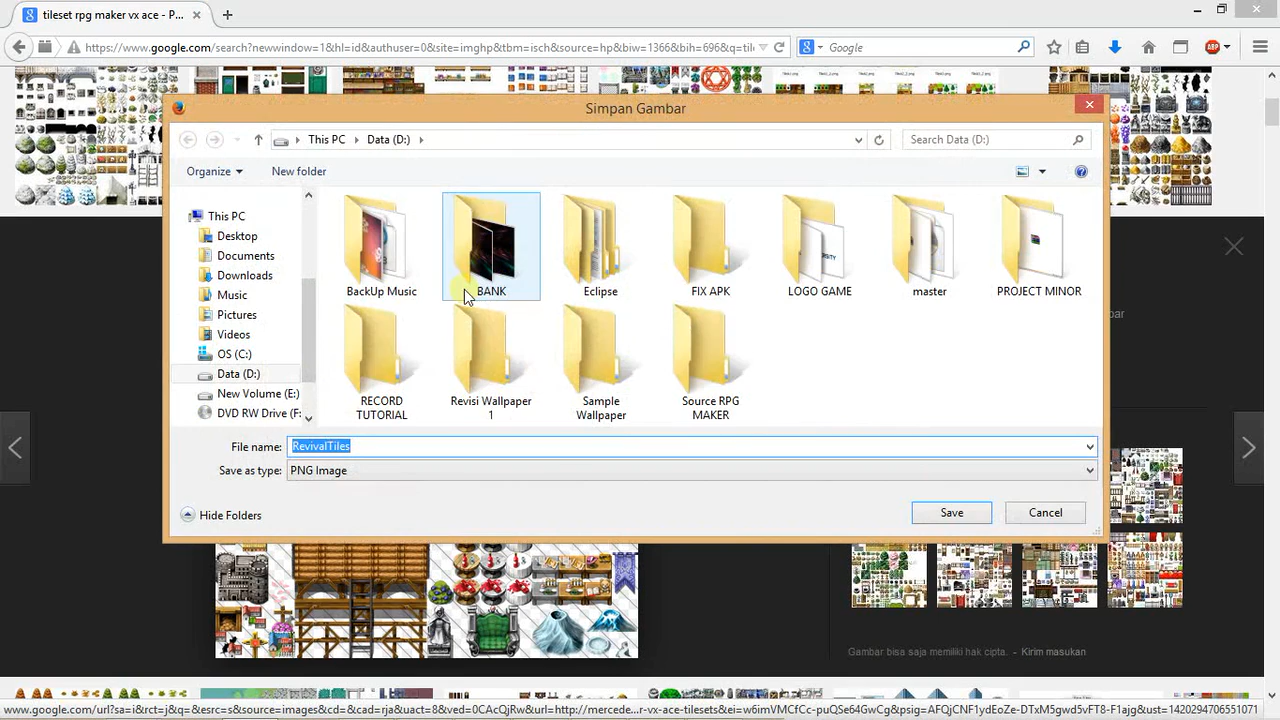 tileset rpg maker vx ace - P...
https://www.google.com/search?newwindow=1&hl=id&authuser=0&site=imghp&tbm=isch&source=hp&biw=1366&bih=696&q=til
Google
ABP
Simpan Gambar
This PC
Data (D:)
Search Data (D:)
Organize
New folder
This PC
Desktop
Documents
Downloads
Music
Pictures
Videos
OS (C:)
Data (D:)
New Volume (E:)
DVD RW Drive (F:
BackUp Music
BANK
Eclipse
FIX APK
LOGO GAME
master
PROJECT MINOR
RECORD
TUTORIAL
Revisi Wallpaper
1
Sample
Wallpaper
Source RPG
MAKER
File name:
RevivalTiles
Save as type:
PNG Image
Hide Folders
Save
Cancel
bar
Gambar bisa saja memiliki hak cipta. - Kirim masukan
www.google.com/url?sa=i&rct=j&q=&esrc=s&source=images&cd=&cad=rja&uact=8&ved=0CAcQjRw&url=http://mercede...r-vx-ace-tilesets&ei=w6imVMCfCc-puQSe64GwCg&psig=AFQjCNF1ydEoZe-DTxM5gwd5VFT8-F1ajg&ust=1420294706551071